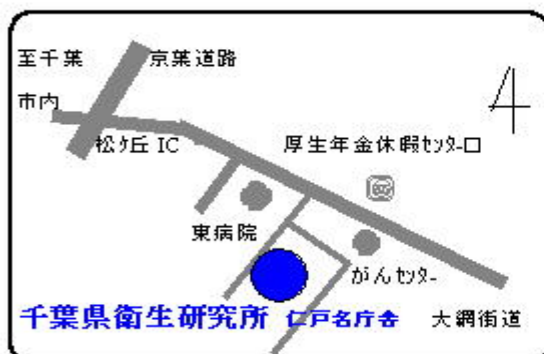 至千葉
京葉道路
市内
松ヶ丘 IC
厚生年金休暇センター口
東病院
がんセンター
千葉県衛生研究所 仁戸名庁舎
大網街道